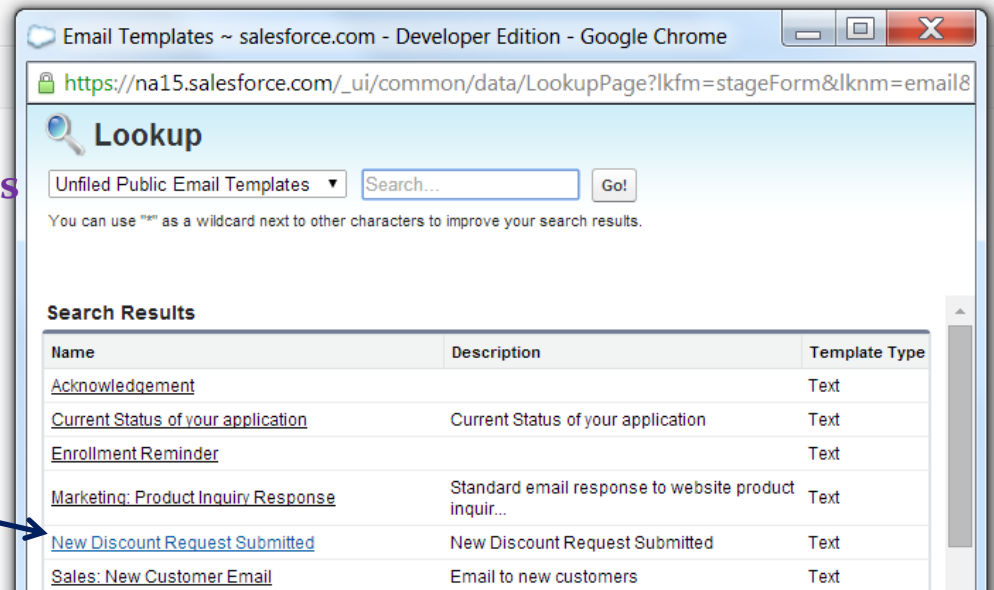 Email Templates ~ salesforce.com - Developer Edition - Google Chrome
https://na15.salesforce.com/_ui/common/data/LookupPage?lkfm=stageForm&lknm=email&
Lookup
s
Unfiled Public Email Templates ▼ Search... Go!
You can use "*" as a wildcard next to other characters to improve your search results.
Search Results
Name Description Template Type
Acknowledgement Text
Current Status of your application Current Status of your application Text
Enrollment Reminder Text
Marketing: Product Inquiry Response Standard email response to website product inquir... Text
New Discount Request Submitted New Discount Request Submitted Text
Sales: New Customer Email Email to new customers Text